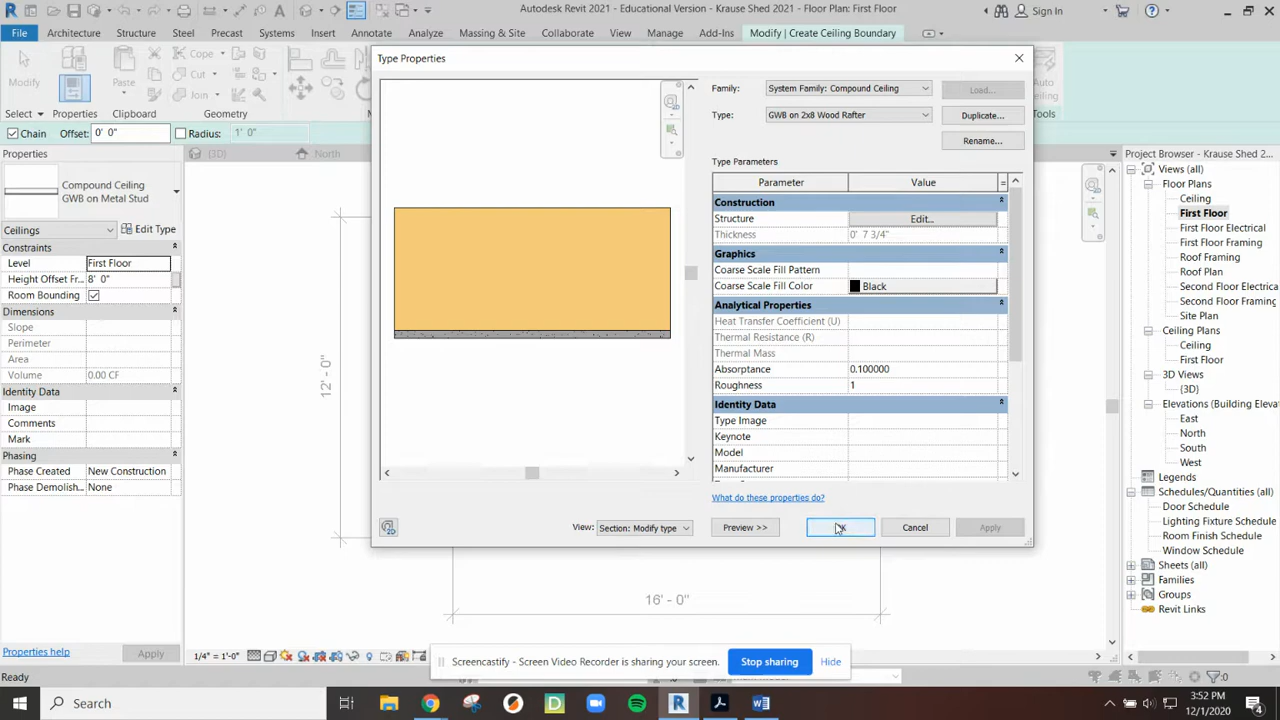 Autodesk Revit 2021 - Educational Version - Krause Shed 2021 - Floor Plan: First Floor
Sign In
File Architecture Structure Steel Precast Systems Insert Annotate Analyze Massing & Site Collaborate View Manage Add-Ins Modify | Create Ceiling Boundary
Modify
Paste
Cope
Cut
Join
Auto
Ceiling
Select Properties Clipboard Geometry Tools
Chain Offset: 0' 0" Radius: 1' 0"
Properties
Compound Ceiling
GWB on Metal Stud
Ceilings
Edit Type
Constraints
Level First Floor
Height Offset Fr... 8' 0"
Room Bounding
Dimensions
Slope
Perimeter
Area
Volume 0.00 CF
Identity Data
Image
Comments
Mark
Phasing
Phase Created New Construction
Phase Demolish... None
Properties help
Apply
(3D)
North
12' - 0"
16' - 0"
Type Properties
Family: System Family: Compound Ceiling
Load...
Type: GWB on 2x8 Wood Rafter
Duplicate...
Rename...
Type Parameters
Parameter Value =
Construction
Structure Edit...
Thickness 0' 7 3/4"
Graphics
Coarse Scale Fill Pattern
Coarse Scale Fill Color Black
Analytical Properties
Heat Transfer Coefficient (U)
Thermal Resistance (R)
Thermal Mass
Absorptance 0.100000
Roughness 1
Identity Data
Type Image
Keynote
Model
Manufacturer
What do these properties do?
View: Section: Modify type
Preview >>
OK
Cancel
Apply
Project Browser - Krause Shed 2...
Views (all)
Floor Plans
Ceiling
First Floor
First Floor Electrical
First Floor Framing
Roof Framing
Roof Plan
Second Floor Electrica
Second Floor Framing
Site Plan
Ceiling Plans
Ceiling
First Floor
3D Views
{3D}
Elevations (Building Eleva
East
North
South
West
Legends
Schedules/Quantities (all)
Door Schedule
Lighting Fixture Schedule
Room Finish Schedule
Window Schedule
Sheets (all)
Families
Groups
Revit Links
1/4" = 1'-0"
Screencastify - Screen Video Recorder is sharing your screen.
Stop sharing
Hide
Ready
:0
Search
3:52 PM
12/1/2020